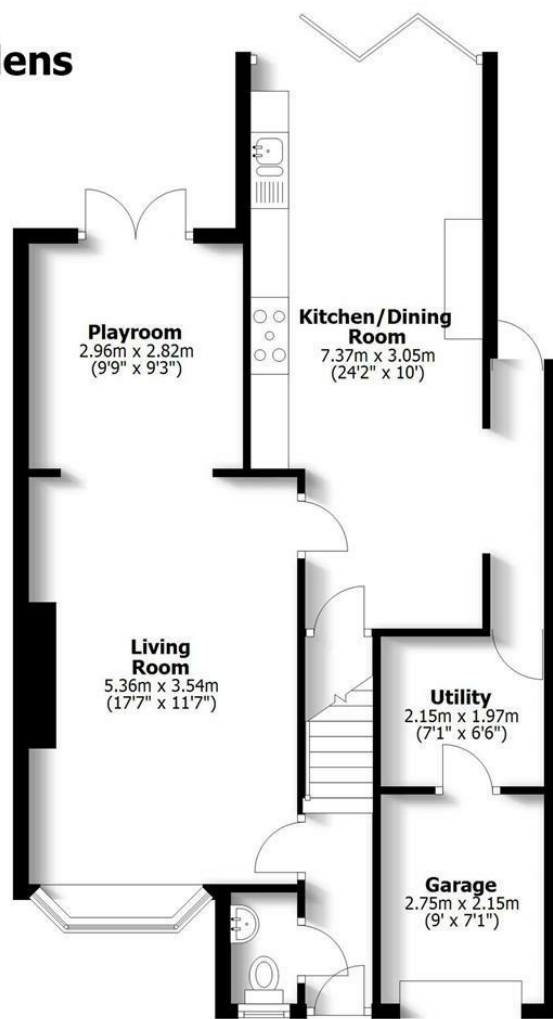 lens
Playroom
2.96m x 2.82m
(9'9" x 9'3")
Kitchen/Dining
Room
7.37m x 3.05m
(24'2" x 10')
Living
Room
5.36m x 3.54m
(17'7" x 11'7")
Utility
2.15m x 1.97m
(7'1" x 6'6")
Garage
2.75m x 2.15m
(9' x 7'1")